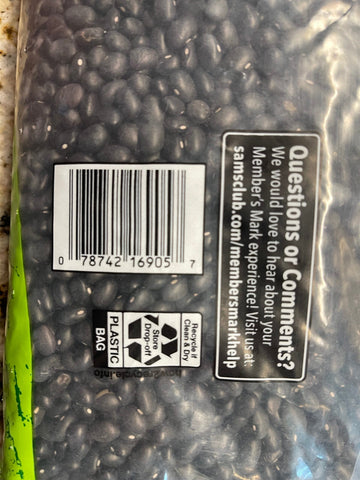 Questions or Comments?
We would love to hear about your
Member's Mark experience! Visit us at:
samsclub.com/membersmarkhelp
0 78742 16905 7
Recycle if
Clean & Dry
Store
Drop-off
PLASTIC
BAG
how2recycle.info